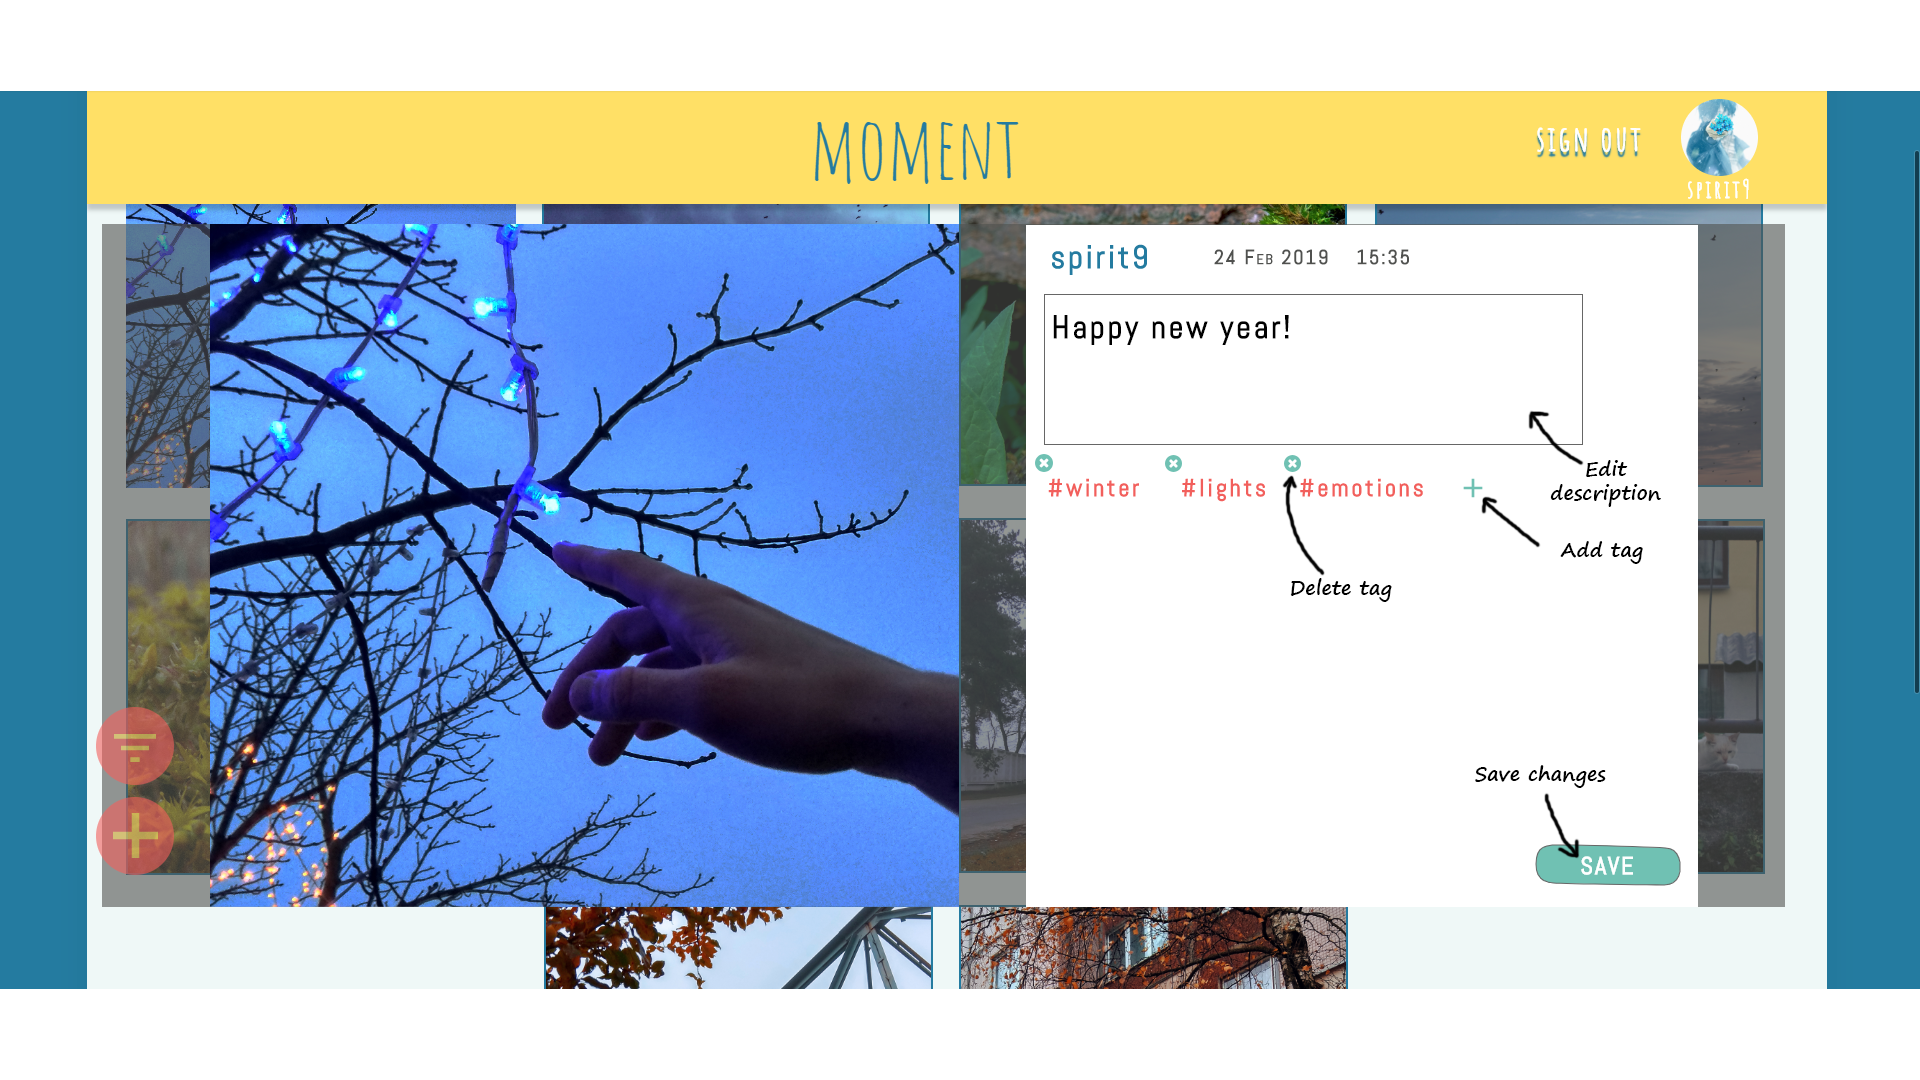 MOMENT
SIGN OUT
SPIRIT9
spirit9 24 Feb 2019 15:35
Happy new year!
Edit
description
#winter #lights #emotions +
Add tag
Delete tag
Save changes
SAVE